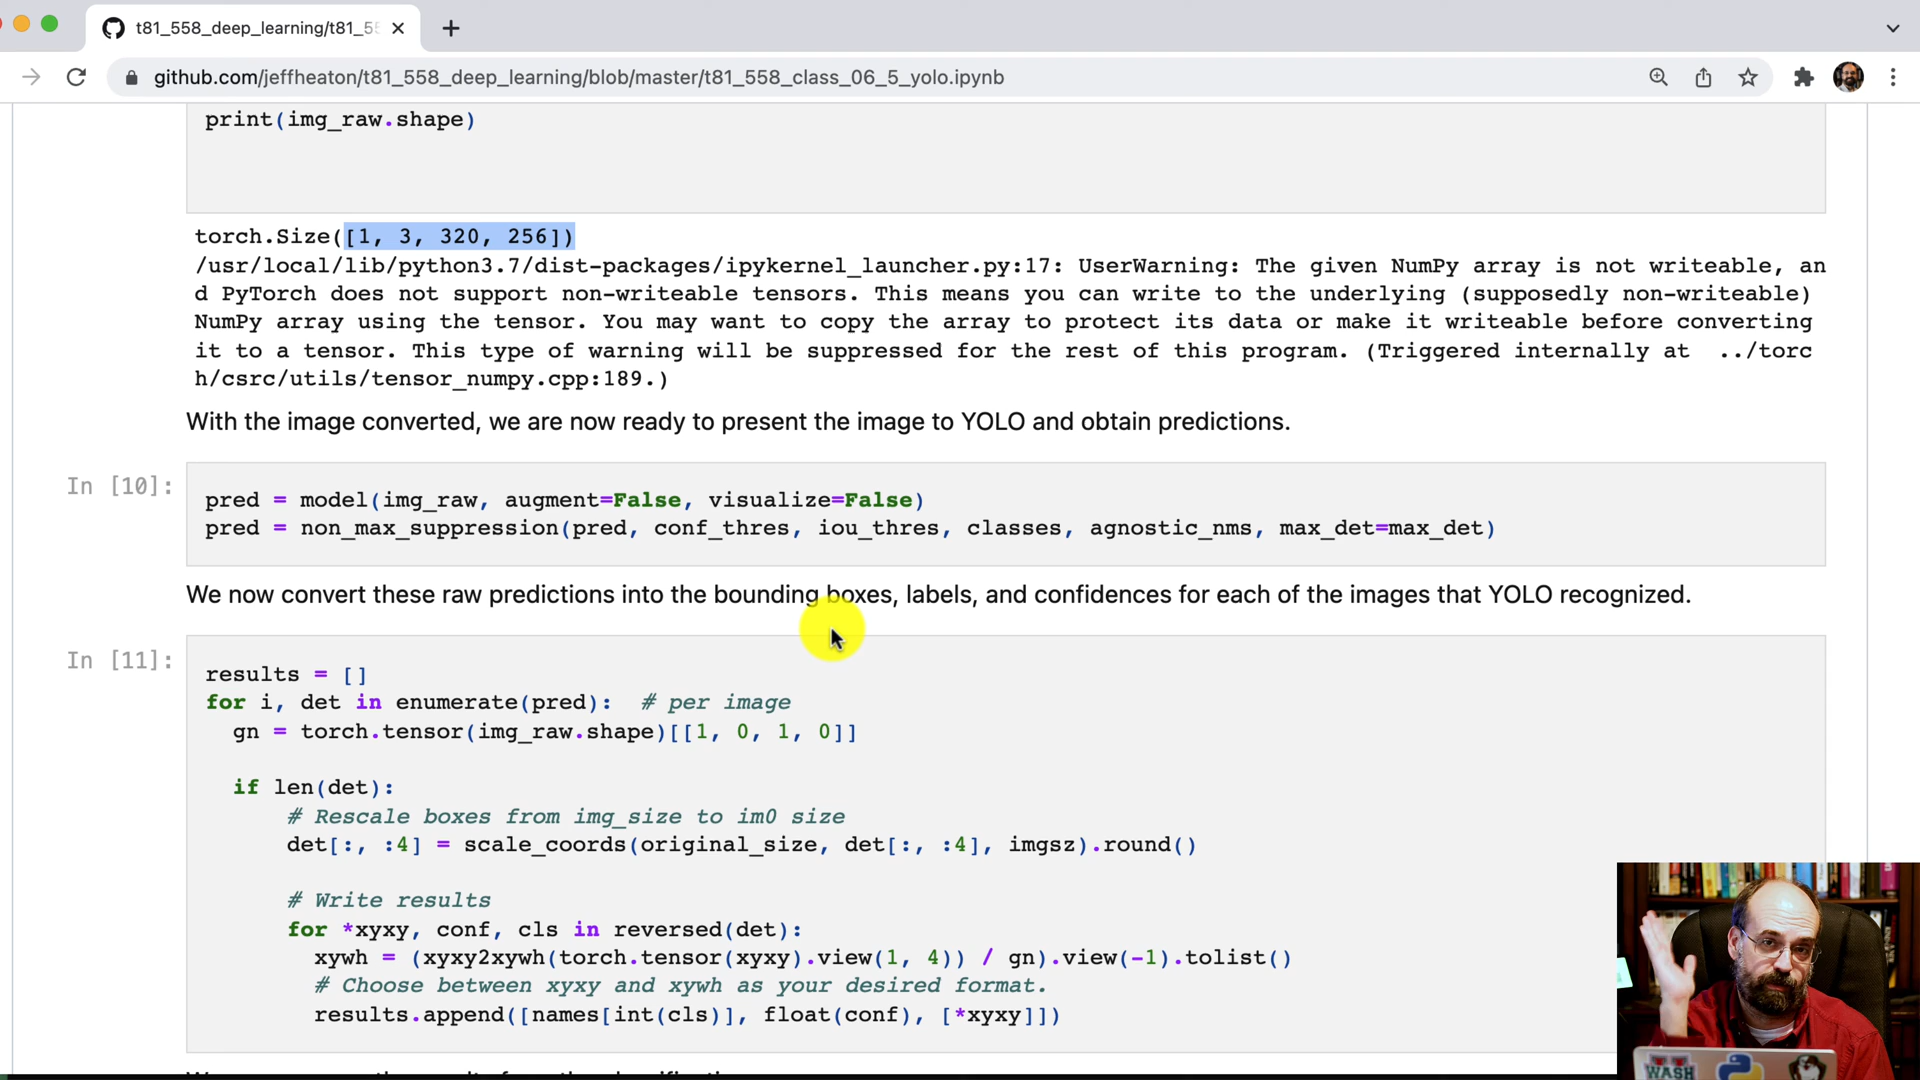 t81_558_deep_learning/t81_55
github.com/jeffheaton/t81_558_deep_learning/blob/master/t81_558_class_06_5_yolo.ipynb
print(img_raw.shape)
torch.Size([1, 3, 320, 256])
/usr/local/lib/python3.7/dist-packages/ipykernel_launcher.py:17: UserWarning: The given NumPy array is not writeable, an
d PyTorch does not support non-writeable tensors. This means you can write to the underlying (supposedly non-writeable)
NumPy array using the tensor. You may want to copy the array to protect its data or make it writeable before converting
it to a tensor. This type of warning will be suppressed for the rest of this program. (Triggered internally at  ../torc
h/csrc/utils/tensor_numpy.cpp:189.)
With the image converted, we are now ready to present the image to YOLO and obtain predictions.
In [10]:
pred = model(img_raw, augment=False, visualize=False)
pred = non_max_suppression(pred, conf_thres, iou_thres, classes, agnostic_nms, max_det=max_det)
We now convert these raw predictions into the bounding boxes, labels, and confidences for each of the images that YOLO recognized.
In [11]:
results = []
for i, det in enumerate(pred):  # per image
gn = torch.tensor(img_raw.shape)[[1, 0, 1, 0]]
if len(det):
# Rescale boxes from img_size to im0 size
det[:, :4] = scale_coords(original_size, det[:, :4], imgsz).round()
# Write results
for *xyxy, conf, cls in reversed(det):
xywh = (xyxy2xywh(torch.tensor(xyxy).view(1, 4)) / gn).view(-1).tolist()
# Choose between xyxy and xywh as your desired format.
results.append([names[int(cls)], float(conf), [*xyxy]])
WASH